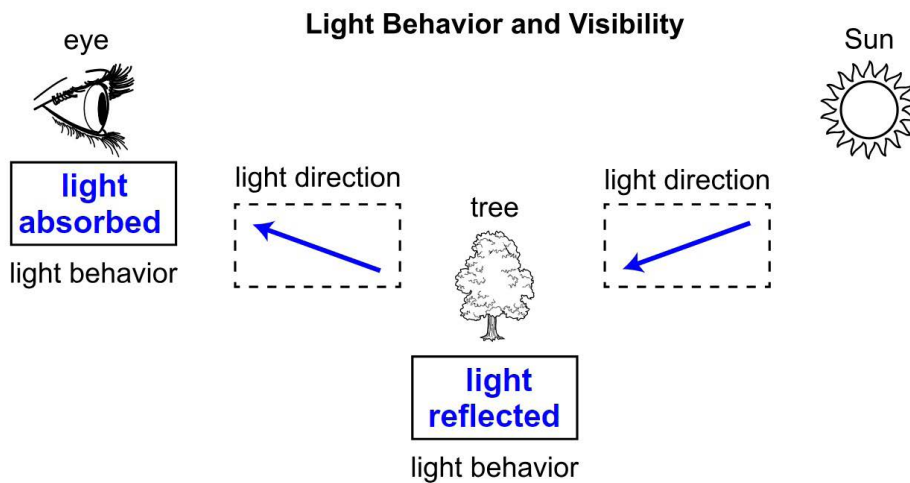 Light Behavior and Visibility
eye
Sun
light
absorbed
light behavior
light direction
tree
light direction
light
reflected
light behavior